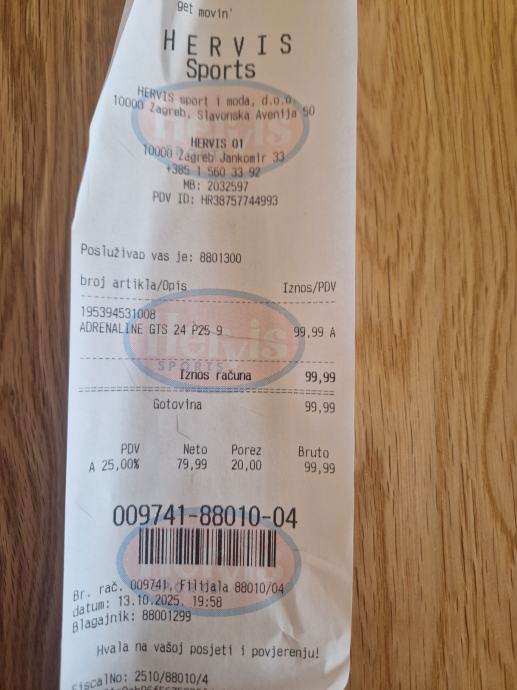 get movin'
HERVIS
Sports
HERVIS sport i moda, d.o.o.
10000 Zagreb, Slavonska Avenija 50
HERVIS 01
10000 Zagreb Jankomir 33
+385 1 560 33 92
MB: 2032597
PDV ID: HR38757744993
Posluživao vas je: 8801300
broj artikla/Opis Iznos/PDV
195394531008
ADRENALINE GTS 24 P25 9 99,99 A
Iznos računa 99,99
Gotovina 99,99
PDV Neto Porez Bruto
A 25,00% 79,99 20,00 99,99
009741-88010-04
Br. rač. 009741, Filijala 88010/04
datum: 13.10.2025. 19:58
Blagajnik: 88001299
Hvala na vašoj posjeti i povjerenju!
FiscalNo: 2510/88010/4